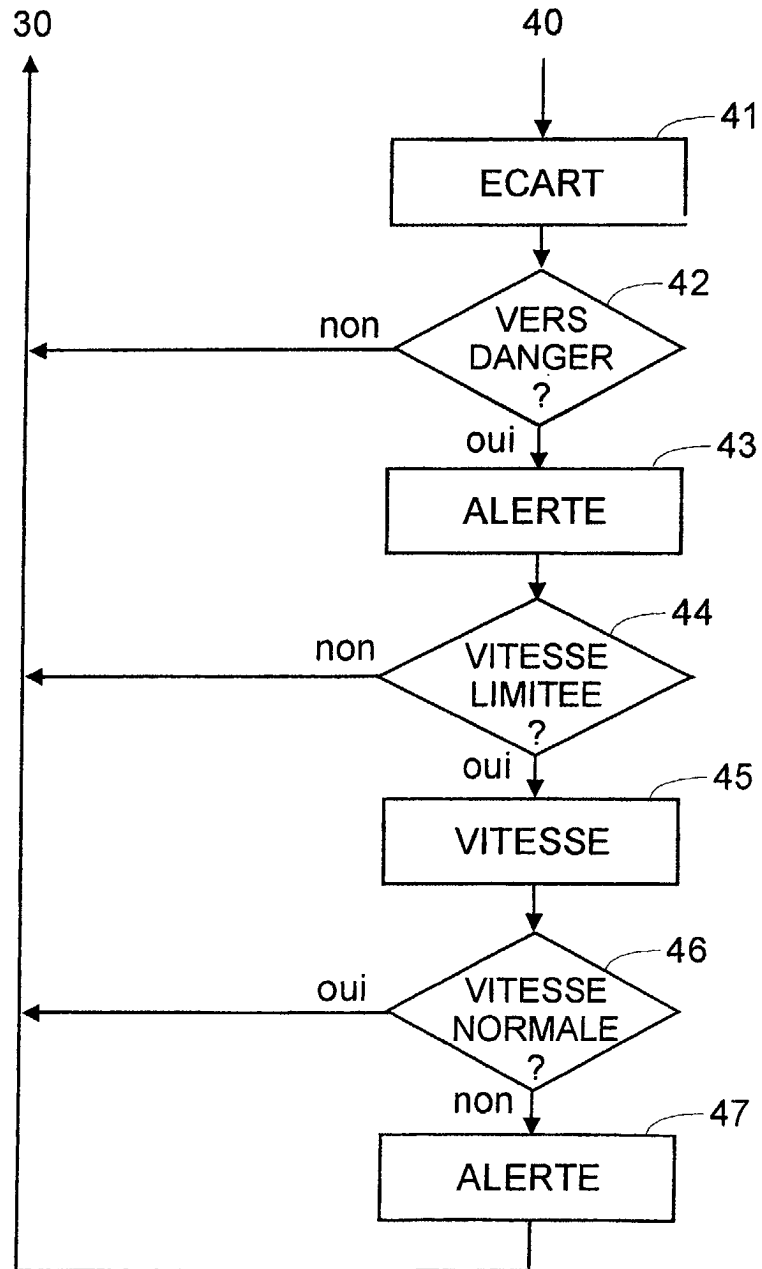 30
40
41
ECART
42
VERS
DANGER
?
non
oui
43
ALERTE
44
non
VITESSE
LIMITEE
?
oui
45
VITESSE
46
oui
VITESSE
NORMALE
?
non
47
ALERTE